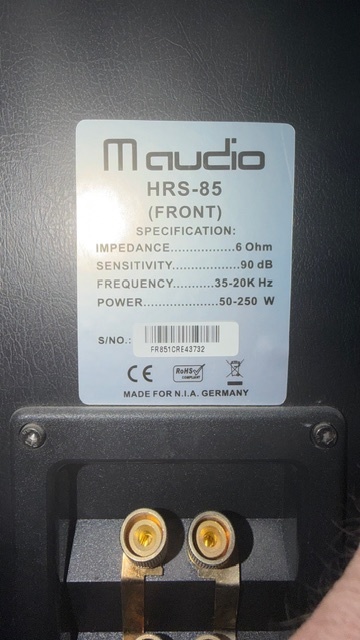 m audio
HRS-85
(FRONT)
SPECIFICATION:
IMPEDANCE................6 Ohm
SENSITIVITY.................90 dB
FREQUENCY..........35-20K Hz
POWER...................50-250 W
S/NO.:
FR851CRE43732
CE
RoHS
COMPLIANT
MADE FOR N.I.A. GERMANY